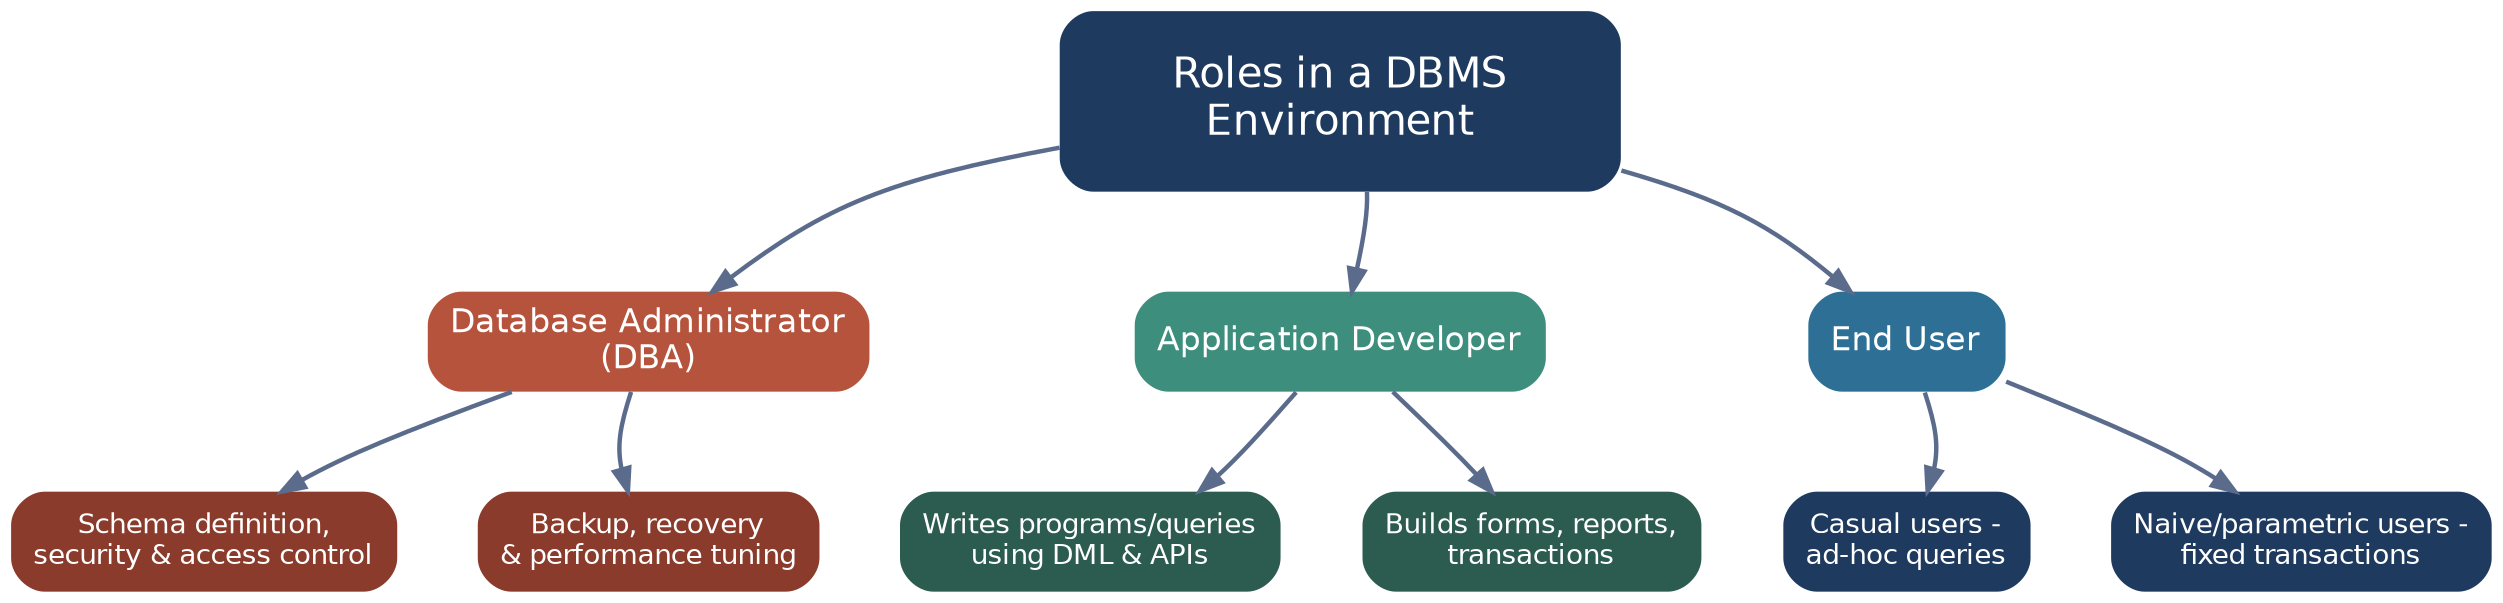 Roles in a DBMS
Environment
Database Administrator
(DBA)
Application Developer
End User
Schema definition,
security & access control
Backup, recovery
& performance tuning
Writes programs/queries
using DML & APIs
Builds forms, reports,
transactions
Casual users -
ad-hoc queries
Naive/parametric users -
fixed transactions